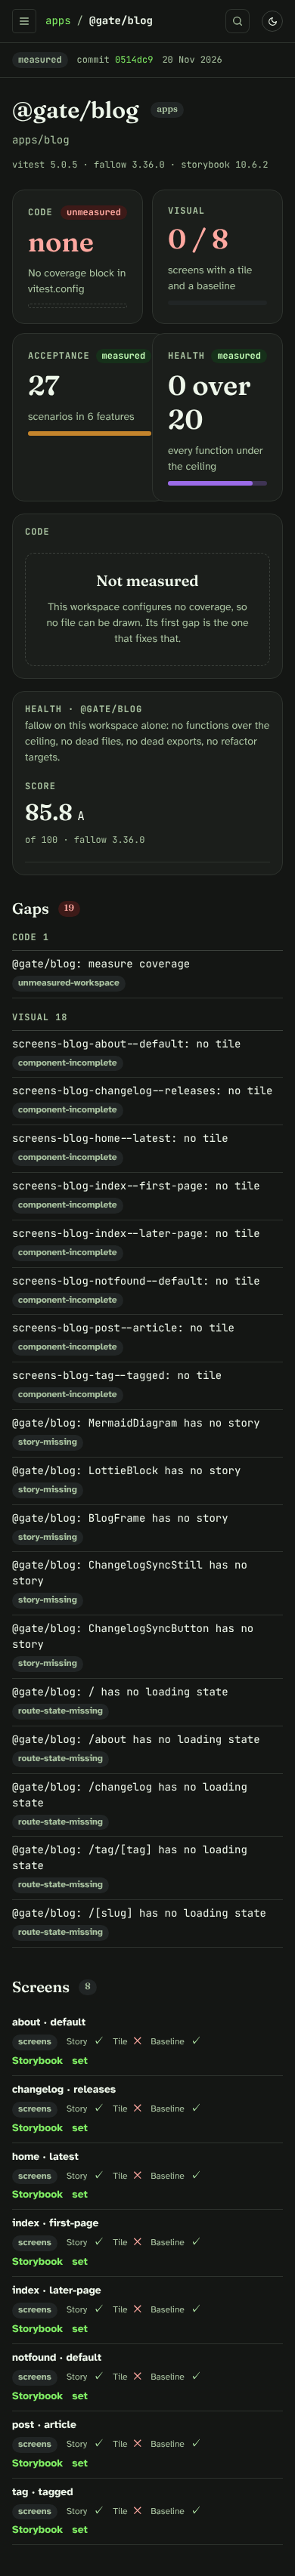 apps / @gate/blog
measured commit 0514dc9 20 Nov 2026
@gate/blog apps
apps/blog
vitest 5.0.5 · fallow 3.36.0 · storybook 10.6.2
CODE unmeasured
none
No coverage block in
vitest.config
VISUAL
0 / 8
screens with a tile
and a baseline
ACCEPTANCE measured
27
scenarios in 6 features
HEALTH measured
0 over
20
every function under
the ceiling
CODE
Not measured
This workspace configures no coverage, so
no file can be drawn. Its first gap is the one
that fixes that.
HEALTH · @GATE/BLOG
fallow on this workspace alone: no functions over the
ceiling, no dead files, no dead exports, no refactor
targets.
SCORE
85.8 A
of 100 · fallow 3.36.0
Gaps 19
CODE 1
@gate/blog: measure coverage
unmeasured-workspace
VISUAL 18
screens-blog-about--default: no tile
component-incomplete
screens-blog-changelog--releases: no tile
component-incomplete
screens-blog-home--latest: no tile
component-incomplete
screens-blog-index--first-page: no tile
component-incomplete
screens-blog-index--later-page: no tile
component-incomplete
screens-blog-notfound--default: no tile
component-incomplete
screens-blog-post--article: no tile
component-incomplete
screens-blog-tag--tagged: no tile
component-incomplete
@gate/blog: MermaidDiagram has no story
story-missing
@gate/blog: LottieBlock has no story
story-missing
@gate/blog: BlogFrame has no story
story-missing
@gate/blog: ChangelogSyncStill has no
story
story-missing
@gate/blog: ChangelogSyncButton has no
story
story-missing
@gate/blog: / has no loading state
route-state-missing
@gate/blog: /about has no loading state
route-state-missing
@gate/blog: /changelog has no loading
state
route-state-missing
@gate/blog: /tag/[tag] has no loading
state
route-state-missing
@gate/blog: /[slug] has no loading state
route-state-missing
Screens 8
about · default
screens Story ✓ Tile ✕ Baseline ✓
Storybook set
changelog · releases
screens Story ✓ Tile ✕ Baseline ✓
Storybook set
home · latest
screens Story ✓ Tile ✕ Baseline ✓
Storybook set
index · first-page
screens Story ✓ Tile ✕ Baseline ✓
Storybook set
index · later-page
screens Story ✓ Tile ✕ Baseline ✓
Storybook set
notfound · default
screens Story ✓ Tile ✕ Baseline ✓
Storybook set
post · article
screens Story ✓ Tile ✕ Baseline ✓
Storybook set
tag · tagged
screens Story ✓ Tile ✕ Baseline ✓
Storybook set